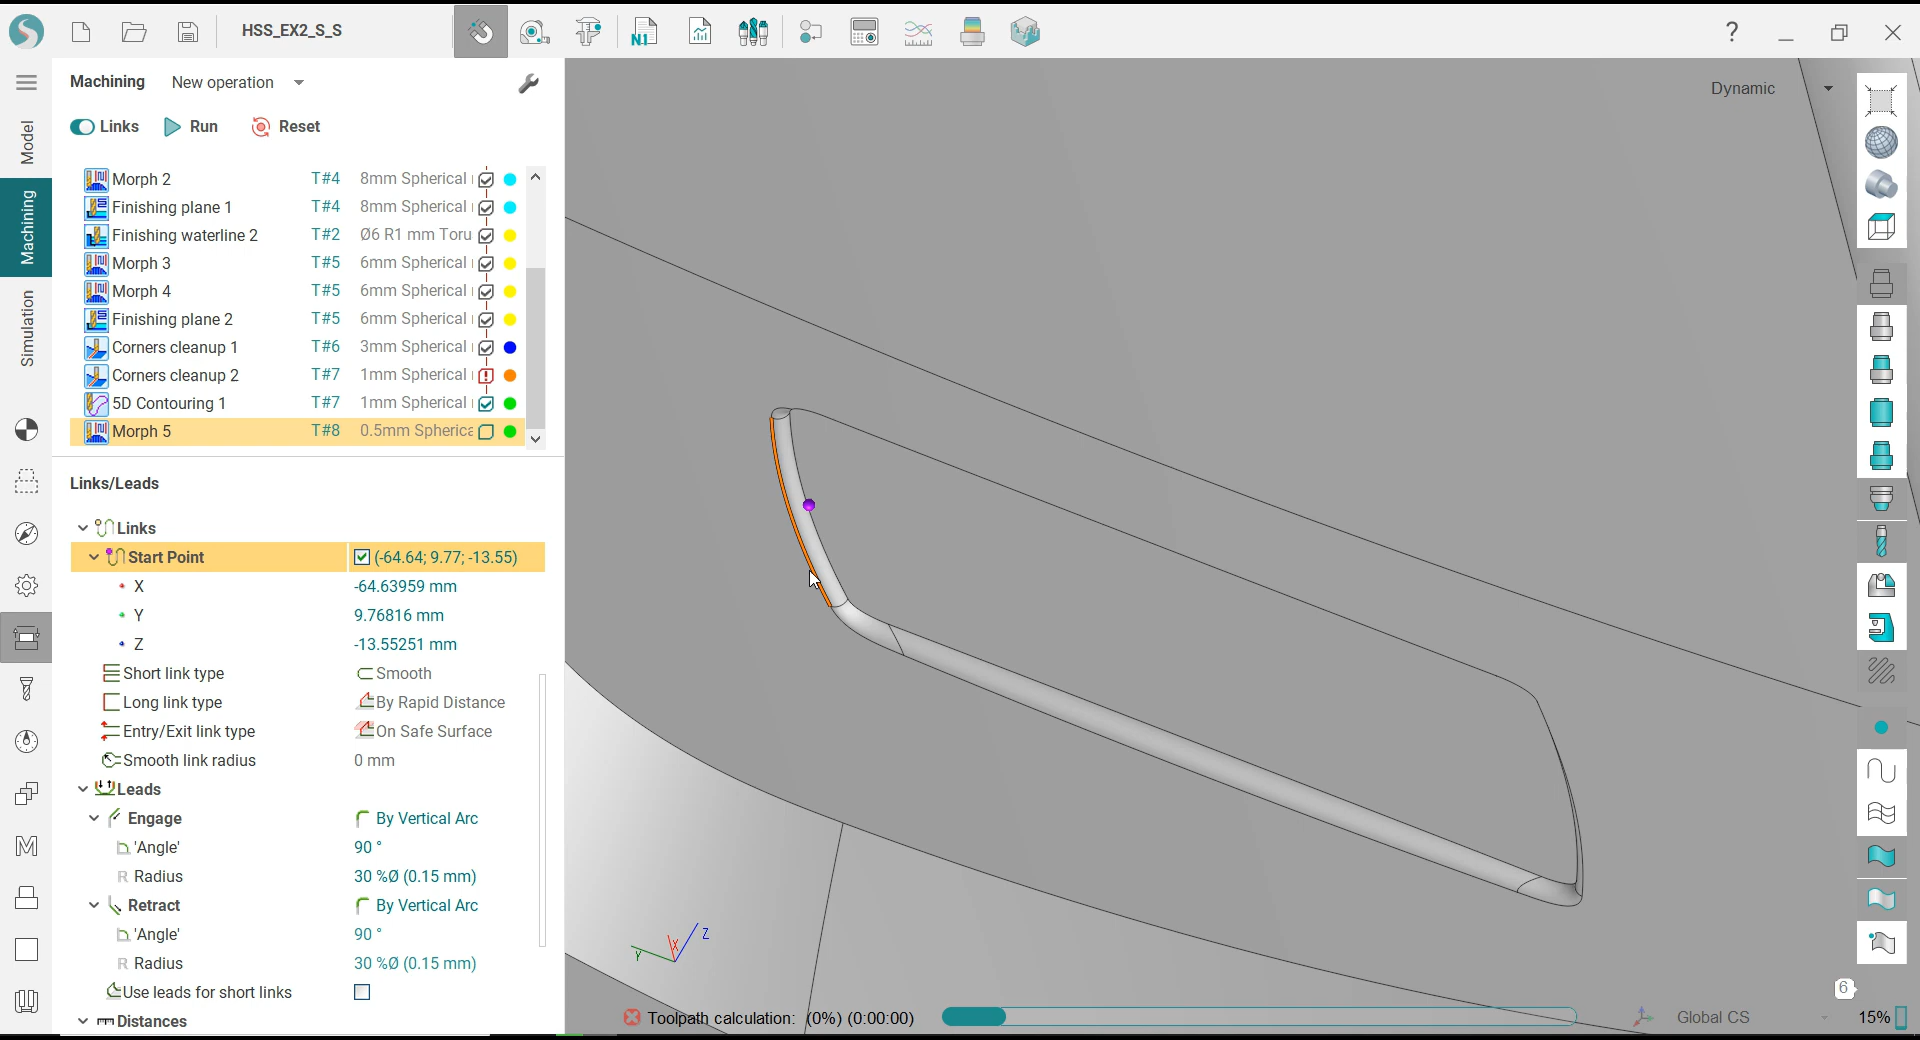 HSS_EX2_S_S
N1
?
Machining New operation
Links Run Reset
Model
Machining
Simulation
Morph 2 T#4 8mm Spherical
Finishing plane 1 T#4 8mm Spherical
Finishing waterline 2 T#2 Ø6 R1 mm Toru
Morph 3 T#5 6mm Spherical
Morph 4 T#5 6mm Spherical
Finishing plane 2 T#5 6mm Spherical
Corners cleanup 1 T#6 3mm Spherical
Corners cleanup 2 T#7 1mm Spherical
5D Contouring 1 T#7 1mm Spherical
Morph 5 T#8 0.5mm Spheric
Links/Leads
Links
Start Point (-64.64; 9.77; -13.55)
X -64.63959 mm
Y 9.76816 mm
Z -13.55251 mm
Short link type Smooth
Long link type By Rapid Distance
Entry/Exit link type On Safe Surface
Smooth link radius 0 mm
Leads
Engage By Vertical Arc
'Angle' 90 °
R Radius 30 %Ø (0.15 mm)
Retract By Vertical Arc
'Angle' 90 °
R Radius 30 %Ø (0.15 mm)
Use leads for short links
Distances
Dynamic
X
Y
Z
Toolpath calculation: (0%) (0:00:00)
Global CS
6
15%